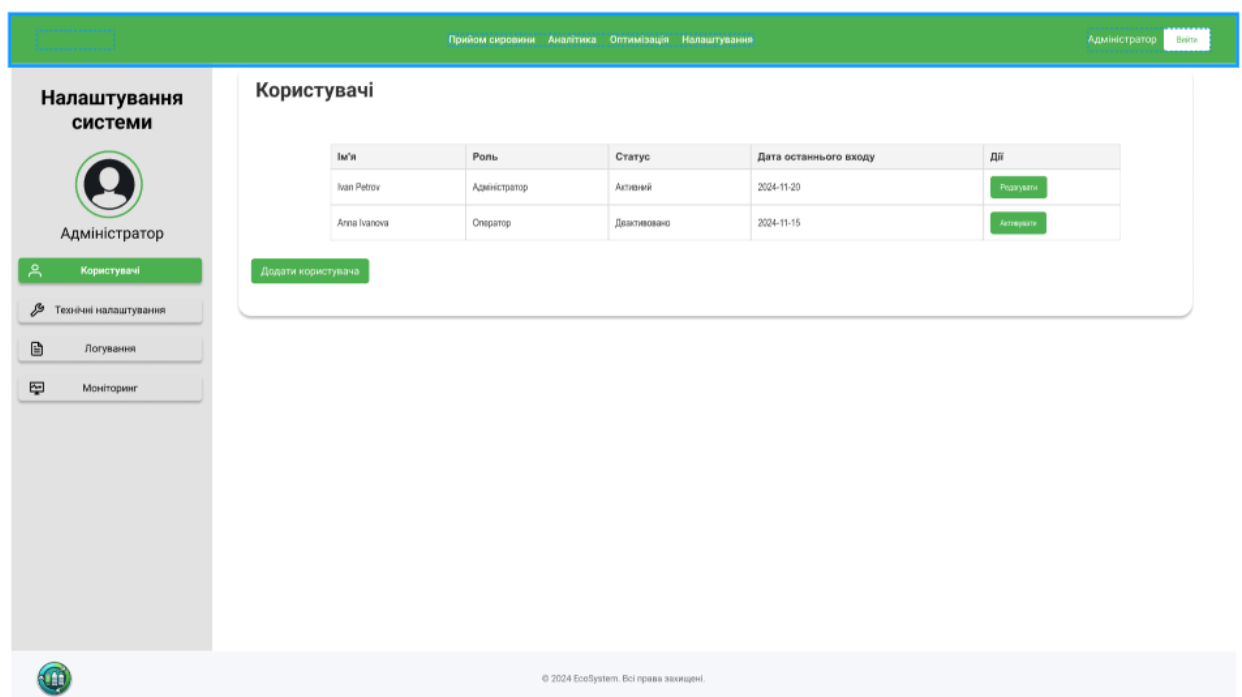 Прийом сировини Аналітика Оптимізація Налаштування Адміністратор Вийти
Налаштування
системи
Адміністратор
Користувачі
Технічні налаштування
Логування
Моніторинг
Користувачі
Ім'я Роль Статус Дата останнього входу Дії
Ivan Petrov Адміністратор Активний 2024-11-20 Редагувати
Anna Ivanova Оператор Деактивовано 2024-11-15 Активувати
Додати користувача
© 2024 EcoSystem. Всі права захищені.